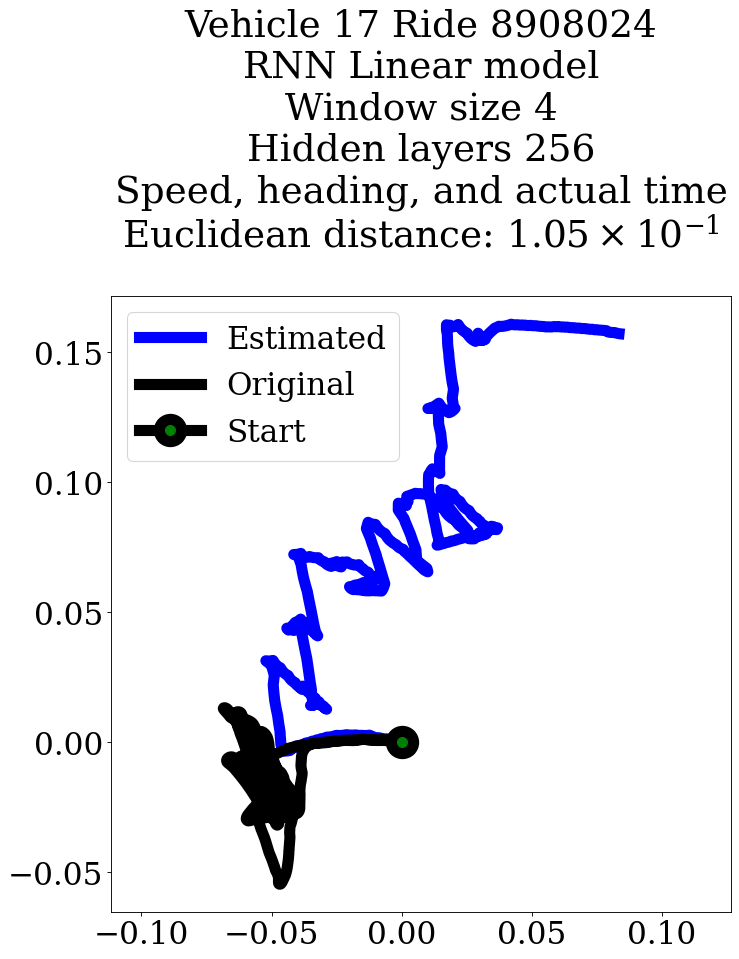 Vehicle 17 Ride 8908024
RNN Linear model
Window size 4
Hidden layers 256
Speed, heading, and actual time
Euclidean distance: 1.05 × 10⁻¹
Estimated
Original
Start
0.15
0.10
0.05
0.00
−0.05
−0.10 −0.05 0.00 0.05 0.10